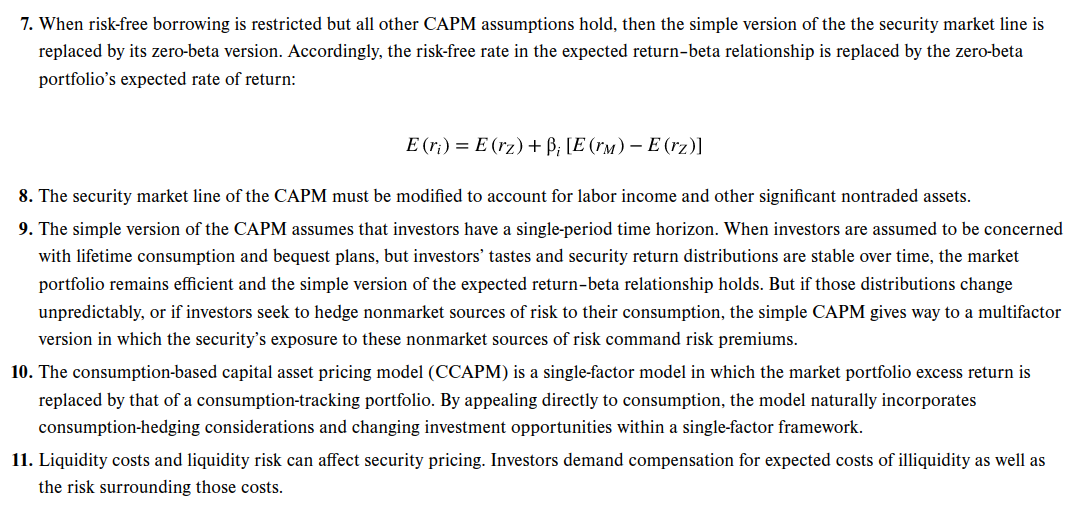 7. When risk-free borrowing is restricted but all other CAPM assumptions hold, then the simple version of the the security market line is
replaced by its zero-beta version. Accordingly, the risk-free rate in the expected return–beta relationship is replaced by the zero-beta
portfolio’s expected rate of return:
E (r_i) = E (r_Z) + β_i [E (r_M) − E (r_Z)]
8. The security market line of the CAPM must be modified to account for labor income and other significant nontraded assets.
9. The simple version of the CAPM assumes that investors have a single-period time horizon. When investors are assumed to be concerned
with lifetime consumption and bequest plans, but investors’ tastes and security return distributions are stable over time, the market
portfolio remains efficient and the simple version of the expected return–beta relationship holds. But if those distributions change
unpredictably, or if investors seek to hedge nonmarket sources of risk to their consumption, the simple CAPM gives way to a multifactor
version in which the security’s exposure to these nonmarket sources of risk command risk premiums.
10. The consumption-based capital asset pricing model (CCAPM) is a single-factor model in which the market portfolio excess return is
replaced by that of a consumption-tracking portfolio. By appealing directly to consumption, the model naturally incorporates
consumption-hedging considerations and changing investment opportunities within a single-factor framework.
11. Liquidity costs and liquidity risk can affect security pricing. Investors demand compensation for expected costs of illiquidity as well as
the risk surrounding those costs.